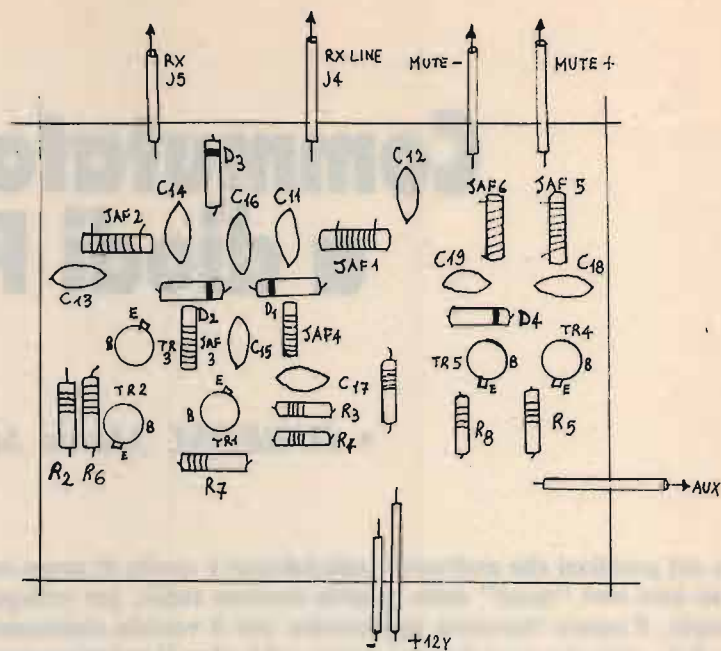 RX
J5
RX LINE
J4
MUTE -
MUTE +
D3
C14
C16
C11
C12
JAF2
JAF1
JAF6
JAF 5
C13
C19
C18
D2
D1
D4
E
B
TR
3
JAF
3
C15
JAF4
TR5
B
E
TR4
B
E
TR2
B
E
E
B
TR1
C17
R3
R4
R2
R6
R7
R8
R5
AUX
-
+12V